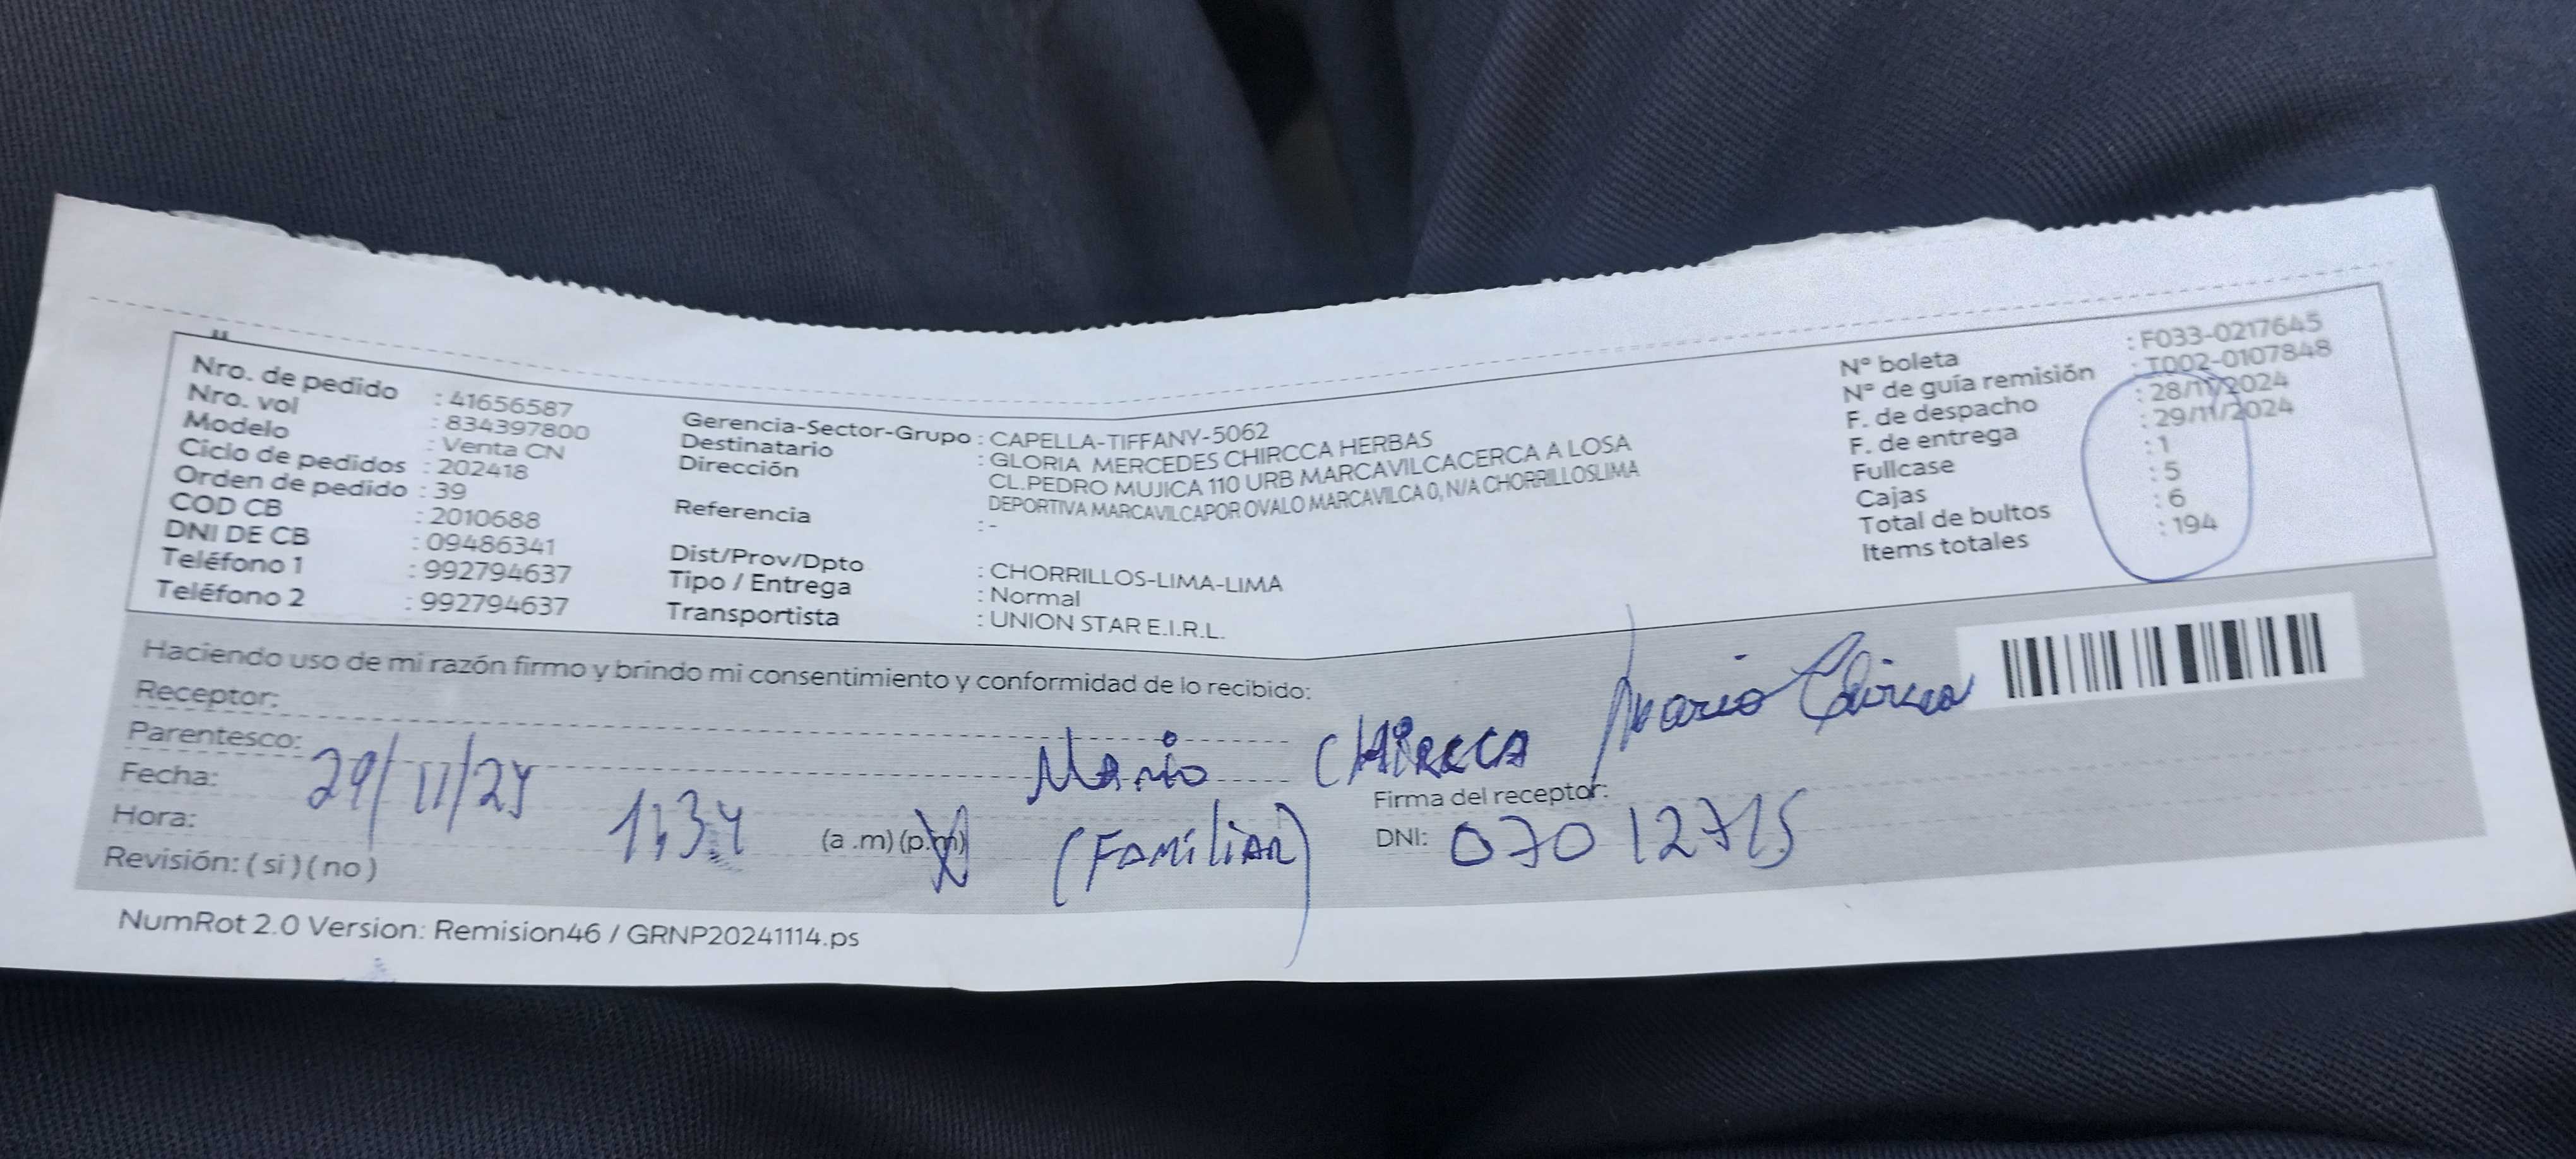 Nro. de pedido : 41656587
Nro. vol : 834397800
Modelo : Venta CN
Ciclo de pedidos : 202418
Orden de pedido : 39
COD CB : 2010688
DNI DE CB : 09486341
Teléfono 1 : 992794637
Teléfono 2 : 992794637
Gerencia-Sector-Grupo : CAPELLA-TIFFANY-5062
Destinatario : GLORIA MERCEDES CHIRCCA HERBAS
Dirección CL.PEDRO MUJICA 110 URB MARCAVILCACERCA A LOSA
DEPORTIVA MARCAVILCAPOR OVALO MARCAVILCA 0, N/A CHORRILLOSLIMA
Referencia : -
Dist/Prov/Dpto : CHORRILLOS-LIMA-LIMA
Tipo / Entrega : Normal
Transportista : UNION STAR E.I.R.L.
N° boleta : F033-0217645
N° de guía remisión : T002-0107848
F. de despacho : 28/11/2024
F. de entrega : 29/11/2024
Fullcase : 1
Cajas : 5
Total de bultos : 6
Items totales : 194
Haciendo uso de mi razón firmo y brindo mi consentimiento y conformidad de lo recibido:
Receptor:
Parentesco:
Mario CHIRCCA Mario Chircca
Fecha: 29/11/24
Firma del receptor:
Hora: 1:34 (a .m) (p.m) (FAMiliAR)
DNI: 07012715
Revisión: ( si ) ( no )
NumRot 2.0 Version: Remision46 / GRNP20241114.ps